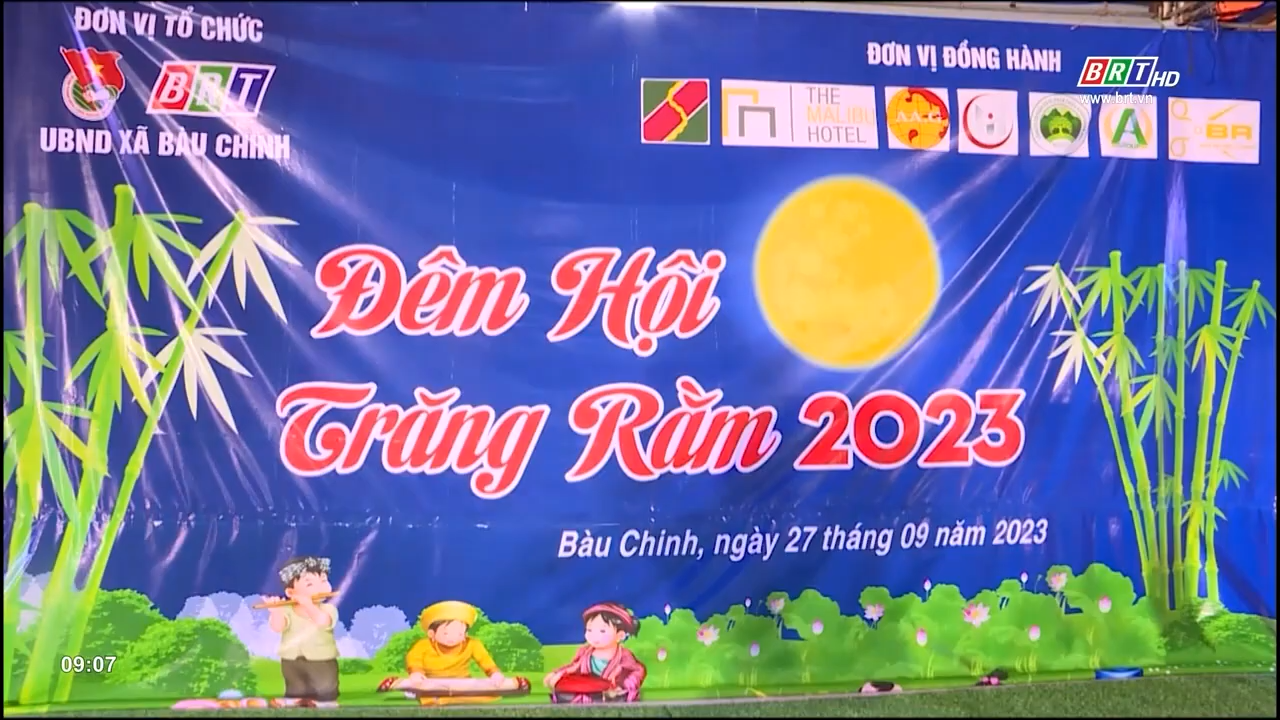 ĐƠN VỊ TỔ CHỨC
BRT
UBND XÃ BÀU CHINH
ĐƠN VỊ ĐỒNG HÀNH
BRT HD
www.brt.vn
THE
MALIBU
HOTEL
A
BR
Đêm Hội
Trăng Rằm 2023
Bàu Chinh, ngày 27 tháng 09 năm 2023
09:07